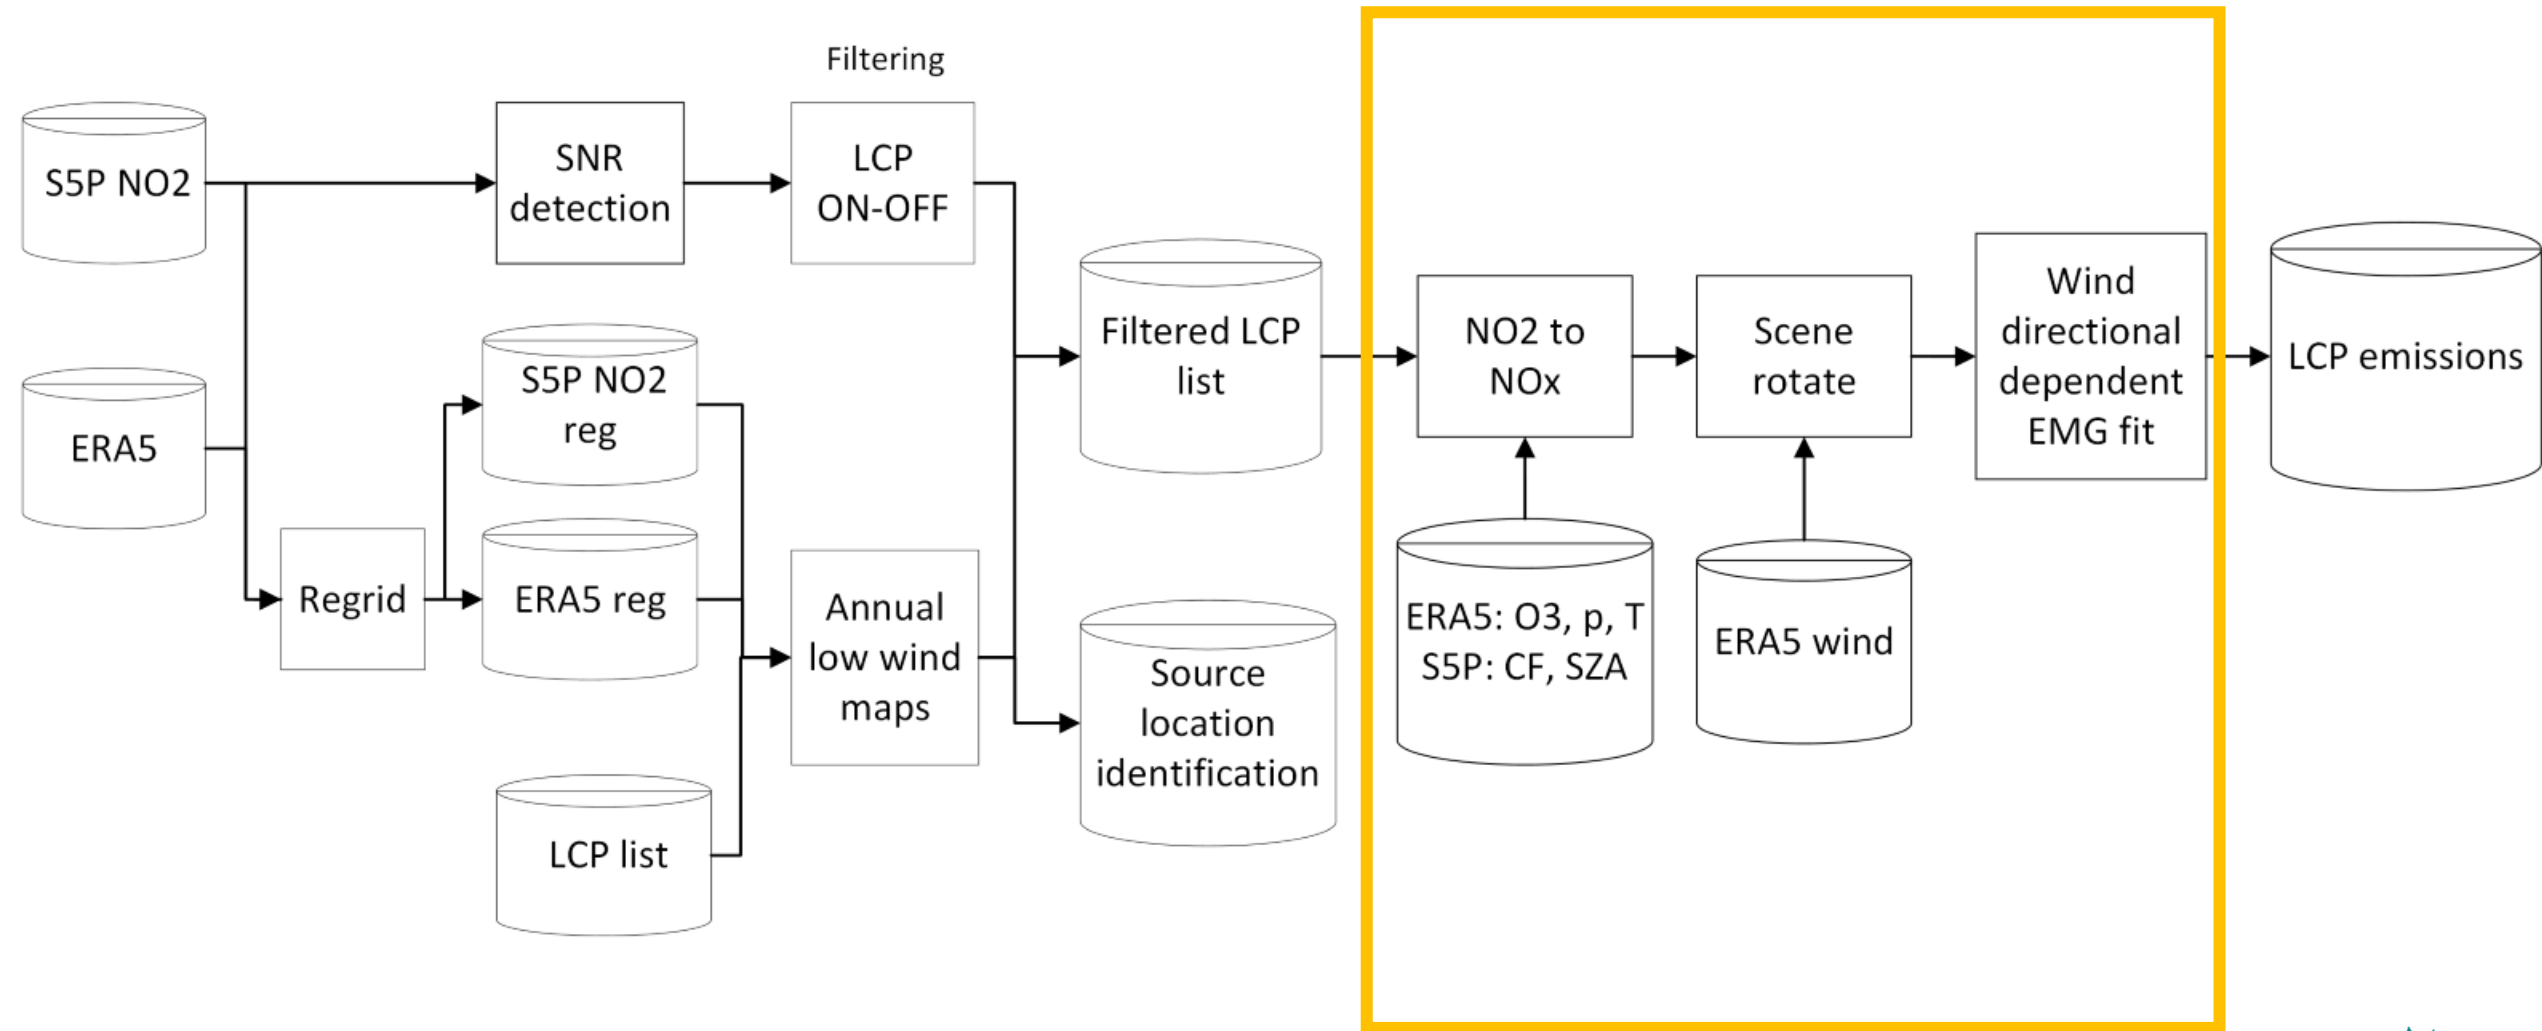 Filtering
S5P NO2
SNR
detection
LCP
ON-OFF
ERA5
S5P NO2
reg
Regrid
ERA5 reg
LCP list
Annual
low wind
maps
Filtered LCP
list
Source
location
identification
NO2 to
NOx
Scene
rotate
Wind
directional
dependent
EMG fit
LCP emissions
ERA5: O3, p, T
S5P: CF, SZA
ERA5 wind